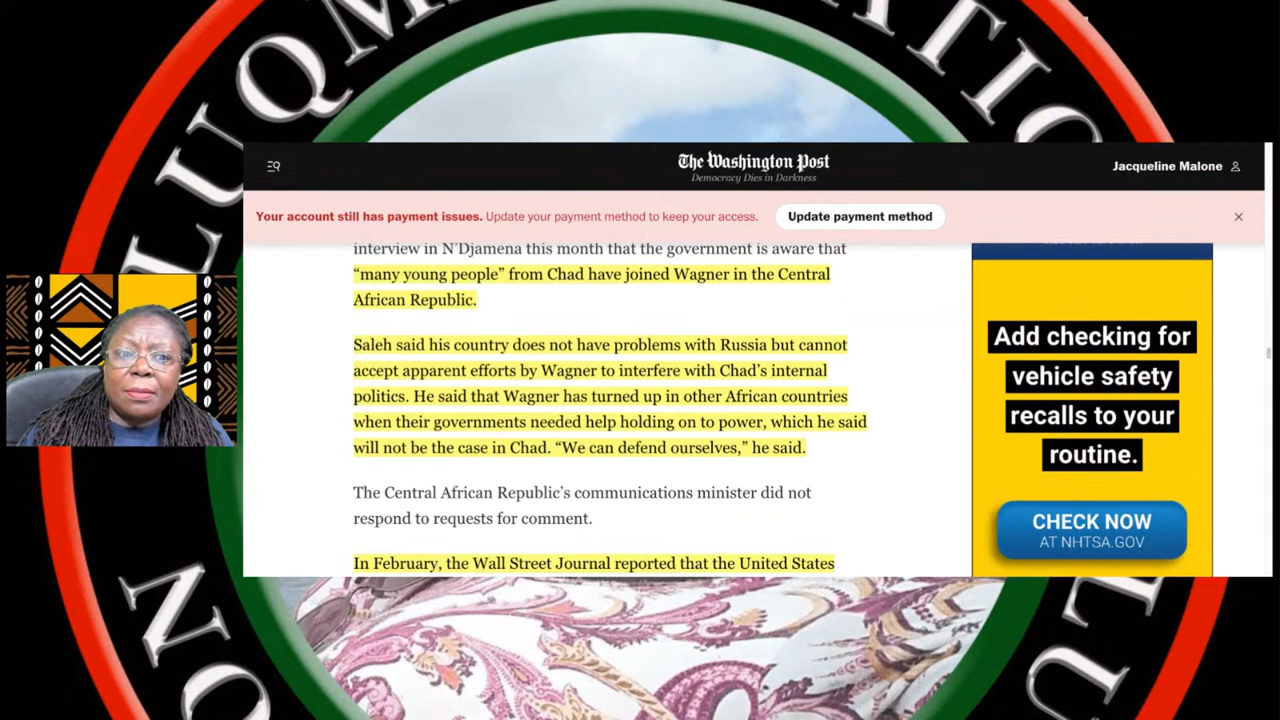 LUQM
ATIO
The Washington Post
Democracy Dies in Darkness
Jacqueline Malone
Your account still has payment issues. Update your payment method to keep your access.
Update payment method
interview in N’Djamena this month that the government is aware that
“many young people” from Chad have joined Wagner in the Central
African Republic.
Saleh said his country does not have problems with Russia but cannot
accept apparent efforts by Wagner to interfere with Chad’s internal
politics. He said that Wagner has turned up in other African countries
when their governments needed help holding on to power, which he said
will not be the case in Chad. “We can defend ourselves,” he said.
The Central African Republic’s communications minister did not
respond to requests for comment.
In February, the Wall Street Journal reported that the United States
Add checking for
vehicle safety
recalls to your
routine.
CHECK NOW
AT NHTSA.GOV